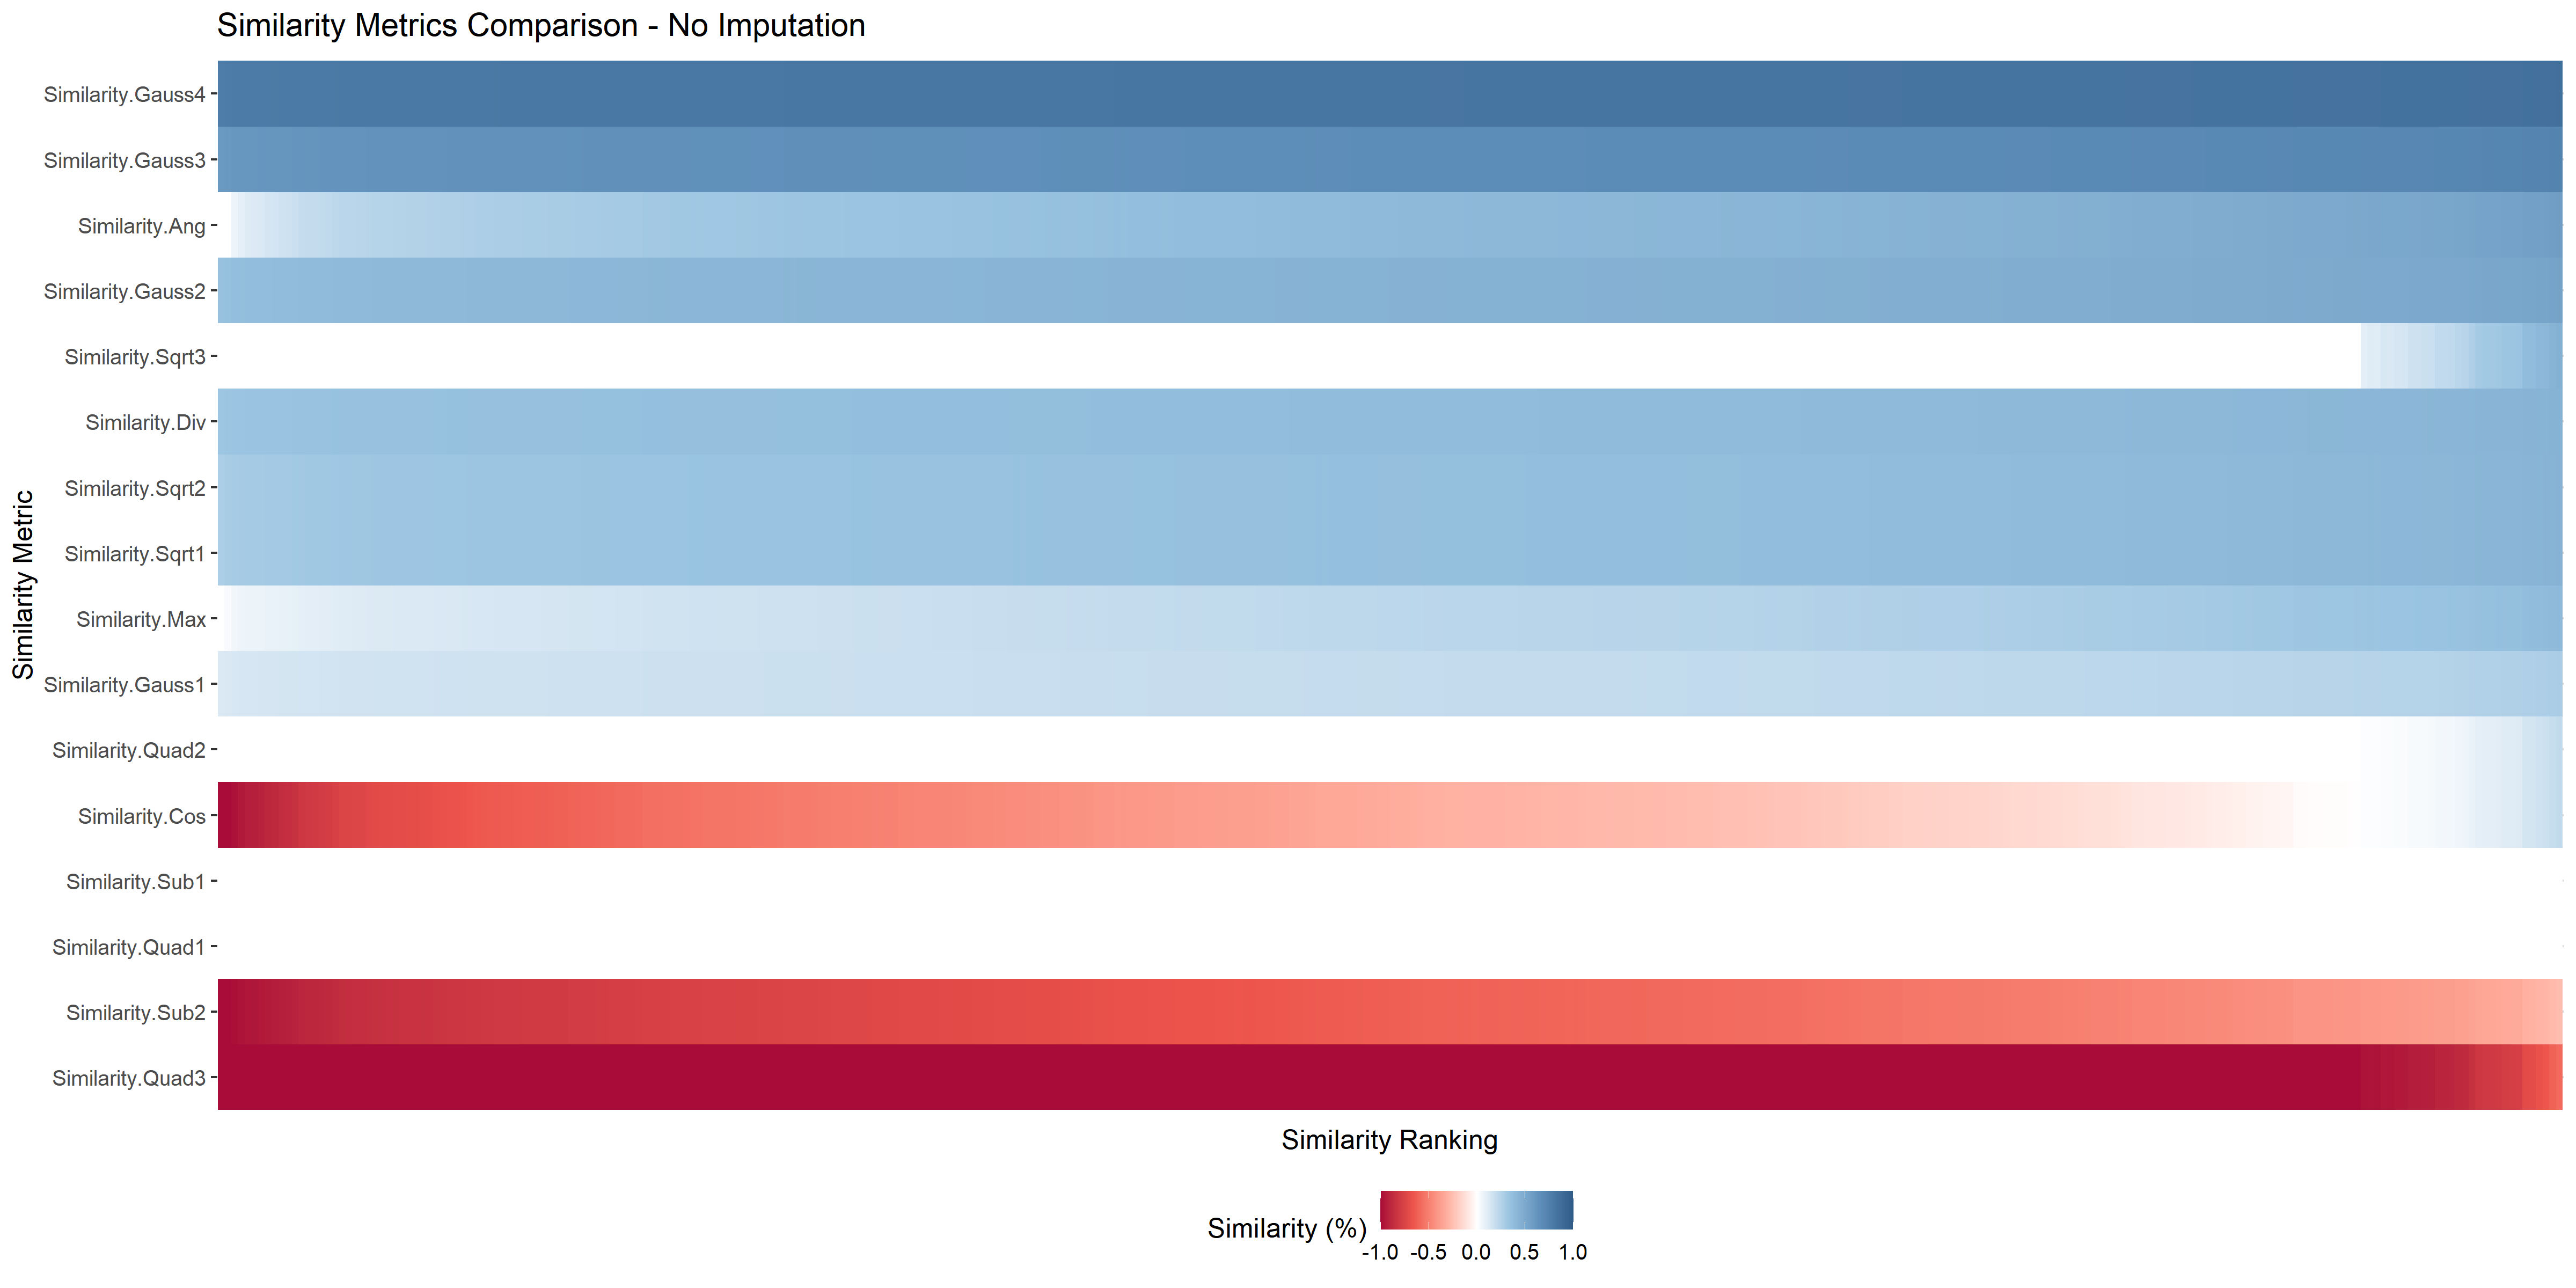 Similarity Metrics Comparison - No Imputation
Similarity Metric
Similarity.Gauss4
Similarity.Gauss3
Similarity.Ang
Similarity.Gauss2
Similarity.Sqrt3
Similarity.Div
Similarity.Sqrt2
Similarity.Sqrt1
Similarity.Max
Similarity.Gauss1
Similarity.Quad2
Similarity.Cos
Similarity.Sub1
Similarity.Quad1
Similarity.Sub2
Similarity.Quad3
Similarity Ranking
Similarity (%)
-1.0 -0.5 0.0 0.5 1.0